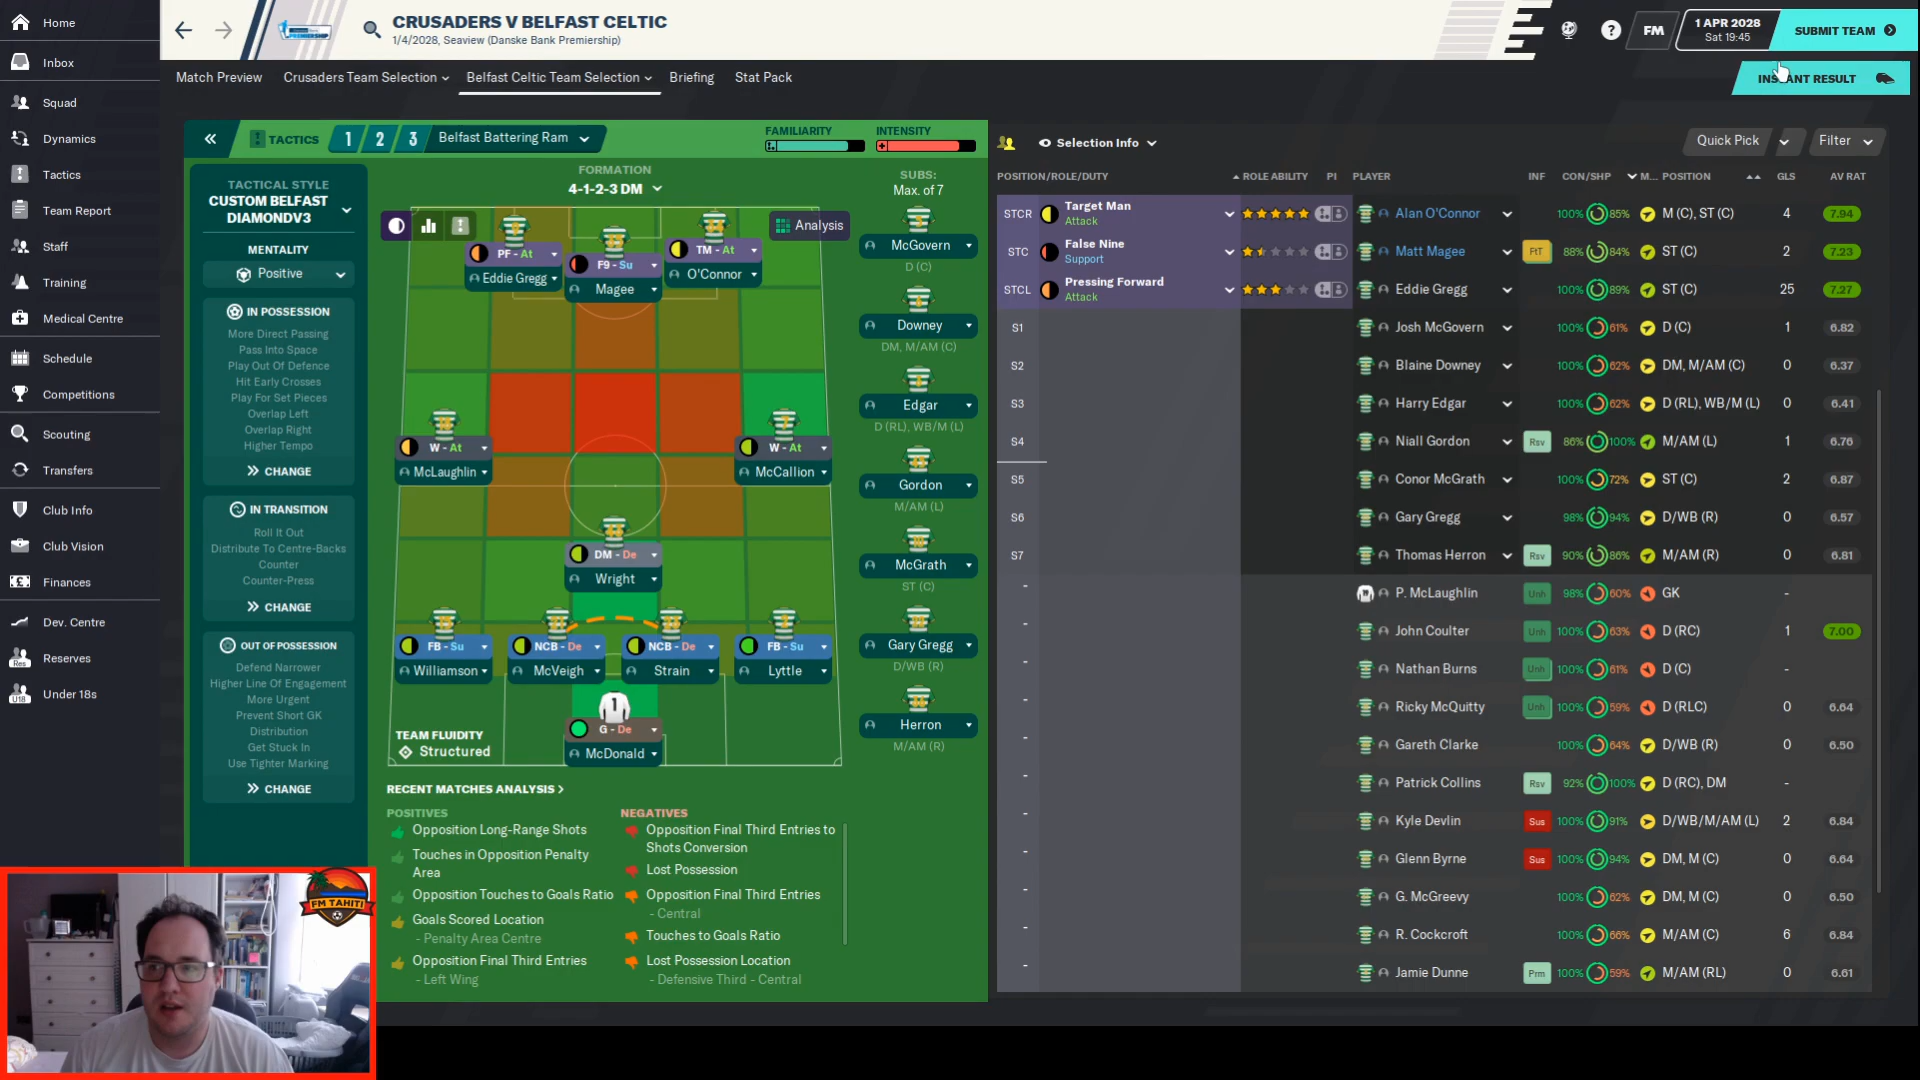 Home
Inbox
Squad
Dynamics
Tactics
Team Report
Staff
Training
Medical Centre
Schedule
Competitions
Scouting
Transfers
Club Info
Club Vision
Finances
Dev. Centre
Reserves
Under 18s
CRUSADERS V BELFAST CELTIC
1/4/2028, Seaview (Danske Bank Premiership)
FM
1 APR 2028
Sat 19:45
SUBMIT TEAM
INSTANT RESULT
Match Preview
Crusaders Team Selection
Belfast Celtic Team Selection
Briefing
Stat Pack
TACTICS
1 2 3
Belfast Battering Ram
FAMILIARITY
INTENSITY
TACTICAL STYLE
CUSTOM BELFAST
DIAMONDV3
MENTALITY
Positive
IN POSSESSION
More Direct Passing
Pass Into Space
Play Out Of Defence
Hit Early Crosses
Play For Set Pieces
Overlap Left
Overlap Right
Higher Tempo
CHANGE
IN TRANSITION
Roll It Out
Distribute To Centre-Backs
Counter
Counter-Press
CHANGE
OUT OF POSSESSION
Defend Narrower
Higher Line Of Engagement
More Urgent
Prevent Short GK
Distribution
Get Stuck In
Use Tighter Marking
CHANGE
FORMATION
4-1-2-3 DM
Analysis
PF - At
Eddie Gregg
F9 - Su
Magee
TM - At
O'Connor
W - At
McLaughlin
W - At
McCallion
DM - De
Wright
FB - Su
Williamson
NCB - De
McVeigh
NCB - De
Strain
FB - Su
Lyttle
1
G - De
McDonald
TEAM FLUIDITY
Structured
SUBS:
Max. of 7
McGovern
D (C)
Downey
DM, M/AM (C)
Edgar
D (RL), WB/M (L)
Gordon
M/AM (L)
McGrath
ST (C)
Gary Gregg
D/WB (R)
Herron
M/AM (R)
RECENT MATCHES ANALYSIS >
POSITIVES
Opposition Long-Range Shots
Touches in Opposition Penalty
Area
Opposition Touches to Goals Ratio
Goals Scored Location
- Penalty Area Centre
Opposition Final Third Entries
- Left Wing
NEGATIVES
Opposition Final Third Entries to
Shots Conversion
Lost Possession
Opposition Final Third Entries
- Central
Touches to Goals Ratio
Lost Possession Location
- Defensive Third - Central
Selection Info
Quick Pick
Filter
POSITION/ROLE/DUTY ROLE ABILITY PI PLAYER INF CON/SHP M... POSITION GLS AV RAT
STCR Target Man Attack Alan O'Connor 100% 85% M (C), ST (C) 4 7.94
STC False Nine Support Matt Magee FtT 88% 84% ST (C) 2 7.23
STCL Pressing Forward Attack Eddie Gregg 100% 89% ST (C) 25 7.27
S1 Josh McGovern 100% 61% D (C) 1 6.82
S2 Blaine Downey 100% 62% DM, M/AM (C) 0 6.37
S3 Harry Edgar 100% 62% D (RL), WB/M (L) 0 6.41
S4 Niall Gordon Rsv 86% 100% M/AM (L) 1 6.76
S5 Conor McGrath 100% 72% ST (C) 2 6.87
S6 Gary Gregg 98% 94% D/WB (R) 0 6.57
S7 Thomas Herron Rsv 90% 86% M/AM (R) 0 6.81
- P. McLaughlin Unh 98% 60% GK -
- John Coulter Unh 100% 63% D (RC) 1 7.00
- Nathan Burns Unh 100% 61% D (C) -
- Ricky McQuitty Unh 100% 59% D (RLC) 0 6.64
- Gareth Clarke 100% 64% D/WB (R) 0 6.50
- Patrick Collins Rsv 92% 100% D (RC), DM -
- Kyle Devlin Sus 100% 91% D/WB/M/AM (L) 2 6.84
- Glenn Byrne Sus 100% 94% DM, M (C) 0 6.64
- G. McGreevy 100% 62% DM, M (C) 0 6.50
- R. Cockcroft 100% 66% M/AM (C) 6 6.84
- Jamie Dunne Prm 100% 59% M/AM (RL) 0 6.61
FM TAHITI